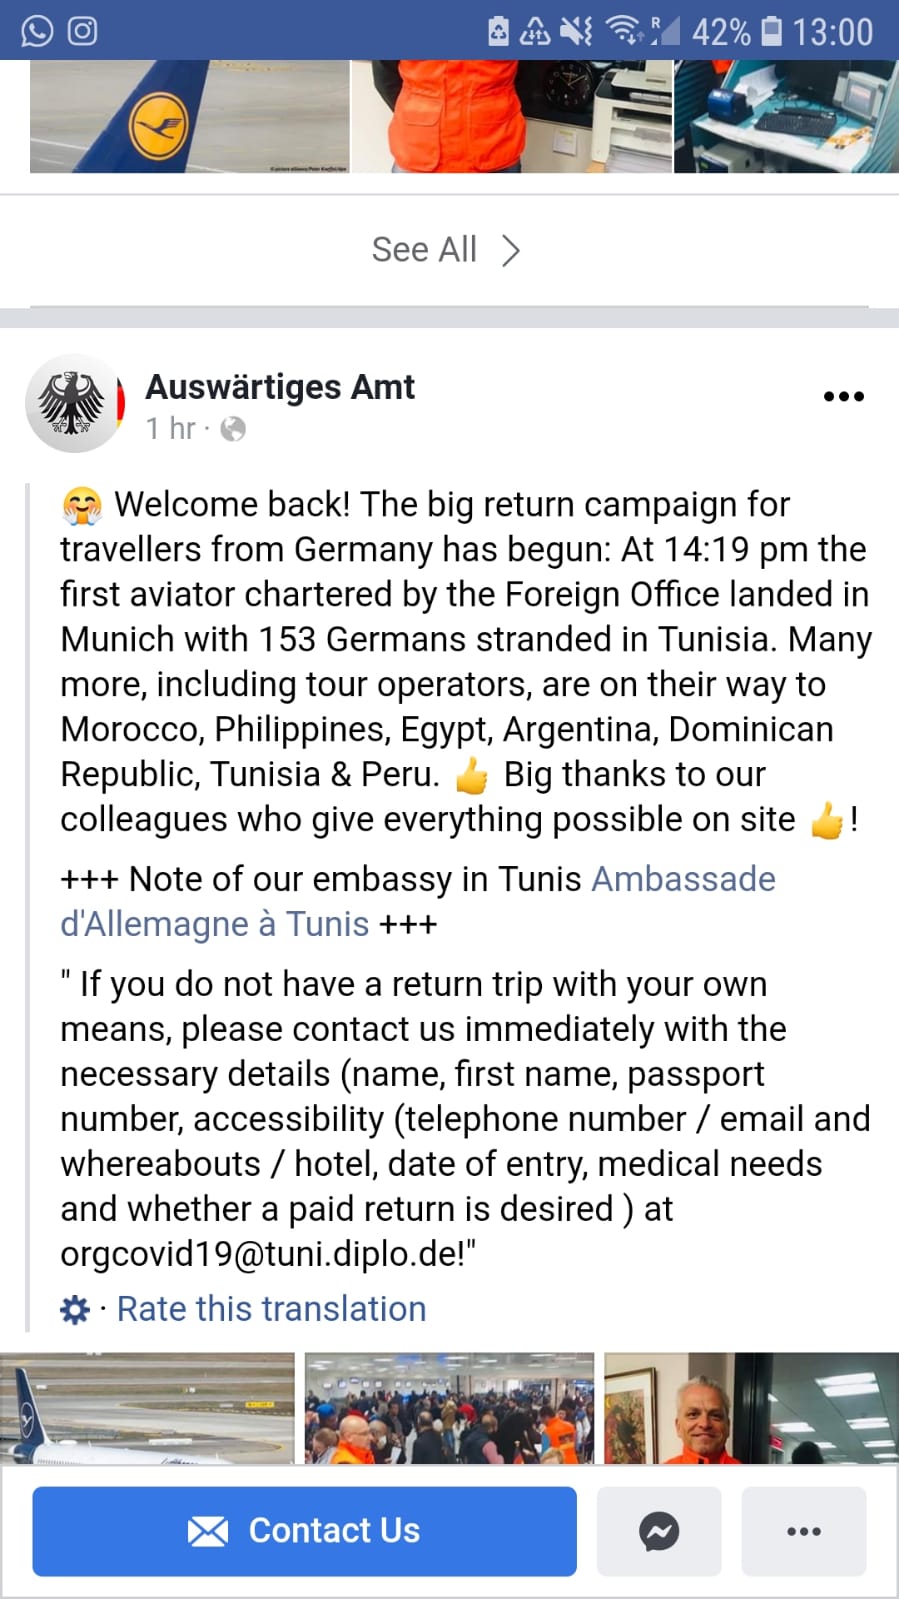 R 42% 13:00
See All
Auswärtiges Amt
1 hr ·
🤗 Welcome back! The big return campaign for
travellers from Germany has begun: At 14:19 pm the
first aviator chartered by the Foreign Office landed in
Munich with 153 Germans stranded in Tunisia. Many
more, including tour operators, are on their way to
Morocco, Philippines, Egypt, Argentina, Dominican
Republic, Tunisia & Peru. 👍 Big thanks to our
colleagues who give everything possible on site 👍!
+++ Note of our embassy in Tunis Ambassade
d'Allemagne à Tunis +++
" If you do not have a return trip with your own
means, please contact us immediately with the
necessary details (name, first name, passport
number, accessibility (telephone number / email and
whereabouts / hotel, date of entry, medical needs
and whether a paid return is desired ) at
orgcovid19@tuni.diplo.de!"
· Rate this translation
Contact Us